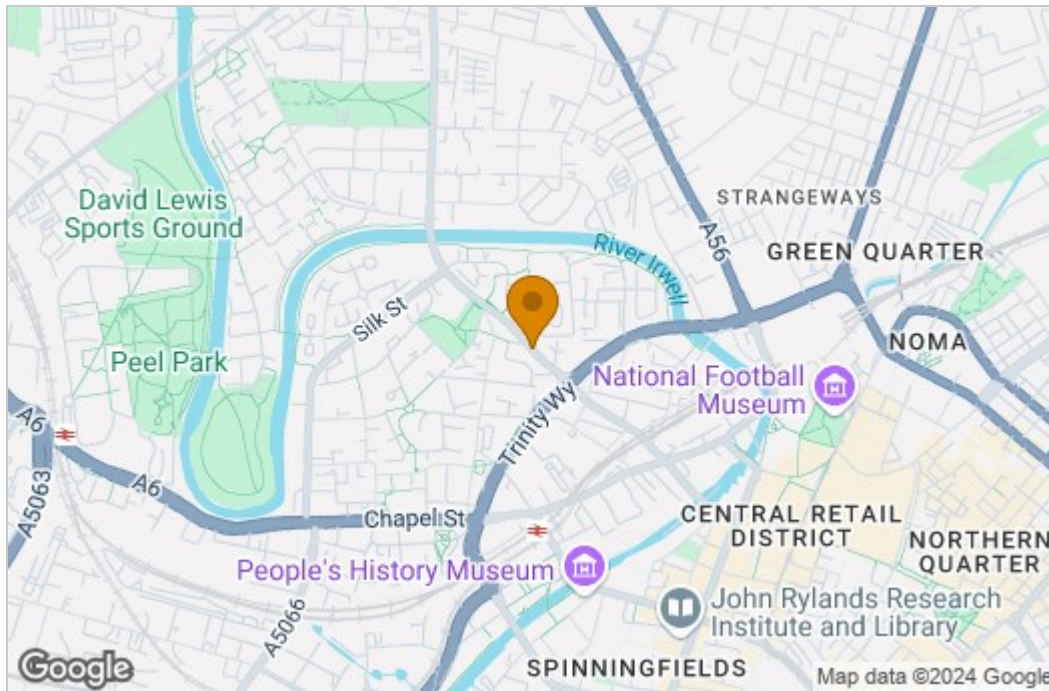 David Lewis
Sports Ground
STRANGEWAYS
A56
River Irwell
GREEN QUARTER
Silk St
NOMA
Peel Park
National Football
Museum
Trinity Wy
A6
A6
A5063
Chapel St
CENTRAL RETAIL
DISTRICT
NORTHERN
QUARTER
People's History Museum
A5066
John Rylands Research
Institute and Library
SPINNINGFIELDS
Google
Map data ©2024 Google